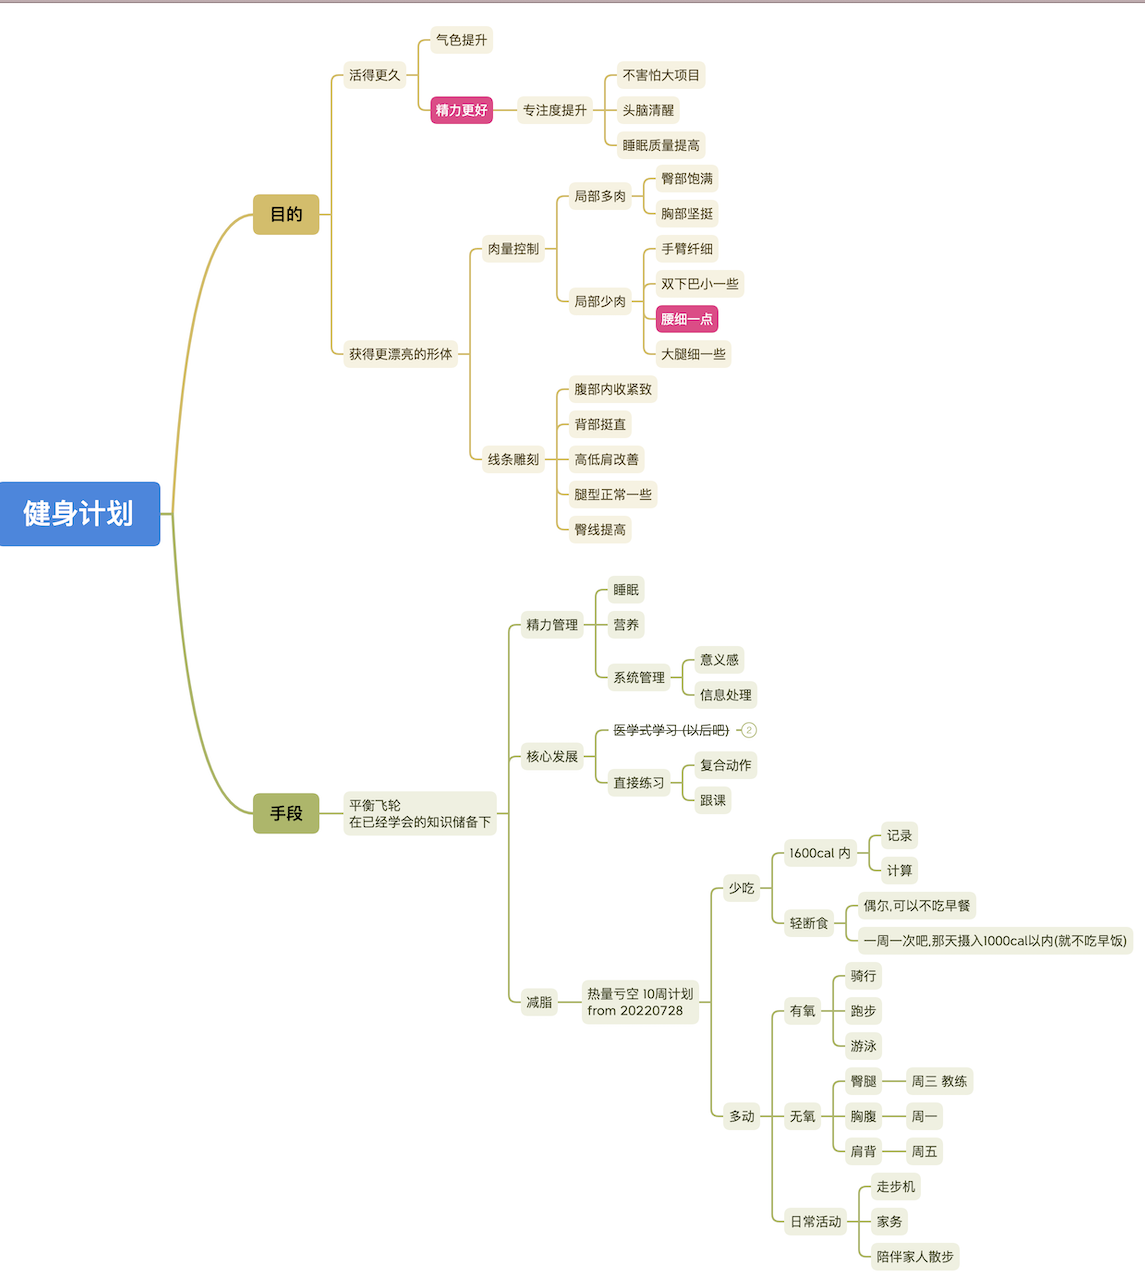 健身计划
目的
活得更久
气色提升
精力更好
专注度提升
不害怕大项目
头脑清醒
睡眠质量提高
获得更漂亮的形体
肉量控制
局部多肉
臀部饱满
胸部坚挺
局部少肉
手臂纤细
双下巴小一些
腰细一点
大腿细一些
线条雕刻
腹部内收紧致
背部挺直
高低肩改善
腿型正常一些
臀线提高
手段
平衡飞轮
在已经学会的知识储备下
精力管理
睡眠
营养
系统管理
意义感
信息处理
核心发展
医学式学习 (以后吧)
2
直接练习
复合动作
跟课
减脂
热量亏空 10周计划
from 20220728
少吃
1600cal 内
记录
计算
轻断食
偶尔,可以不吃早餐
一周一次吧,那天摄入1000cal以内(就不吃早饭)
多动
有氧
骑行
跑步
游泳
无氧
臀腿
周三 教练
胸腹
周一
肩背
周五
日常活动
走步机
家务
陪伴家人散步